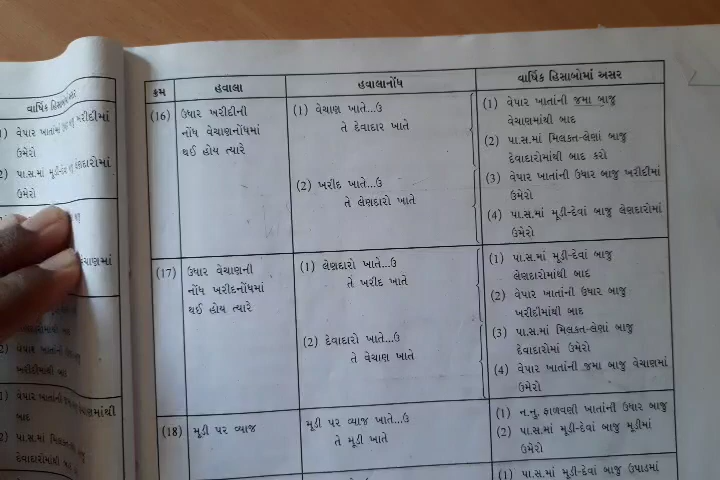 વાર્ષિક હિસાબોમાં અસર
ઉમેરો
ઉમેરો
ક્રમ
હવાલા
હવાલાનોંધ
વાર્ષિક હિસાબોમાં અસર
(16)
ઉધાર ખરીદીની
નોંધ વેચાણનોંધમાં
થઈ હોય ત્યારે
(1) વેચાણ ખાતે...ઉ
તે દેવાદાર ખાતે
(2) ખરીદ ખાતે...ઉ
તે લેણદારો ખાતે
(1) વેપાર ખાતાંની જમા બાજુ
વેચાણમાંથી બાદ
(2) પા.સ.માં મિલકત-લેણાં બાજુ
દેવાદારોમાંથી બાદ કરો
(3) વેપાર ખાતાંની ઉધાર બાજુ ખરીદીમાં
ઉમેરો
(4) પા.સ.માં મૂડી-દેવાં બાજુ લેણદારોમાં
ઉમેરો
(17)
ઉધાર વેચાણની
નોંધ ખરીદનોંધમાં
થઈ હોય ત્યારે
(1) લેણદારો ખાતે...ઉ
તે ખરીદ ખાતે
(2) દેવાદારો ખાતે...ઉ
તે વેચાણ ખાતે
(1) પા.સ.માં મૂડી-દેવાં બાજુ
લેણદારોમાંથી બાદ
(2) વેપાર ખાતાંની ઉધાર બાજુ
ખરીદીમાંથી બાદ
(3) પા.સ.માં મિલકત-લેણાં બાજુ
દેવાદારોમાં ઉમેરો
(4) વેપાર ખાતાંની જમા બાજુ વેચાણમાં
ઉમેરો
(18)
મૂડી પર વ્યાજ
મૂડી પર વ્યાજ ખાતે...ઉ
તે મૂડી ખાતે
(1) ન.નુ. ફાળવણી ખાતાંની ઉધાર બાજુ
(2) પા.સ.માં મૂડી-દેવાં બાજુ મૂડીમાં
ઉમેરો
(1) પા.સ.માં મૂડી-દેવાં બાજુ ઉપાડમાં